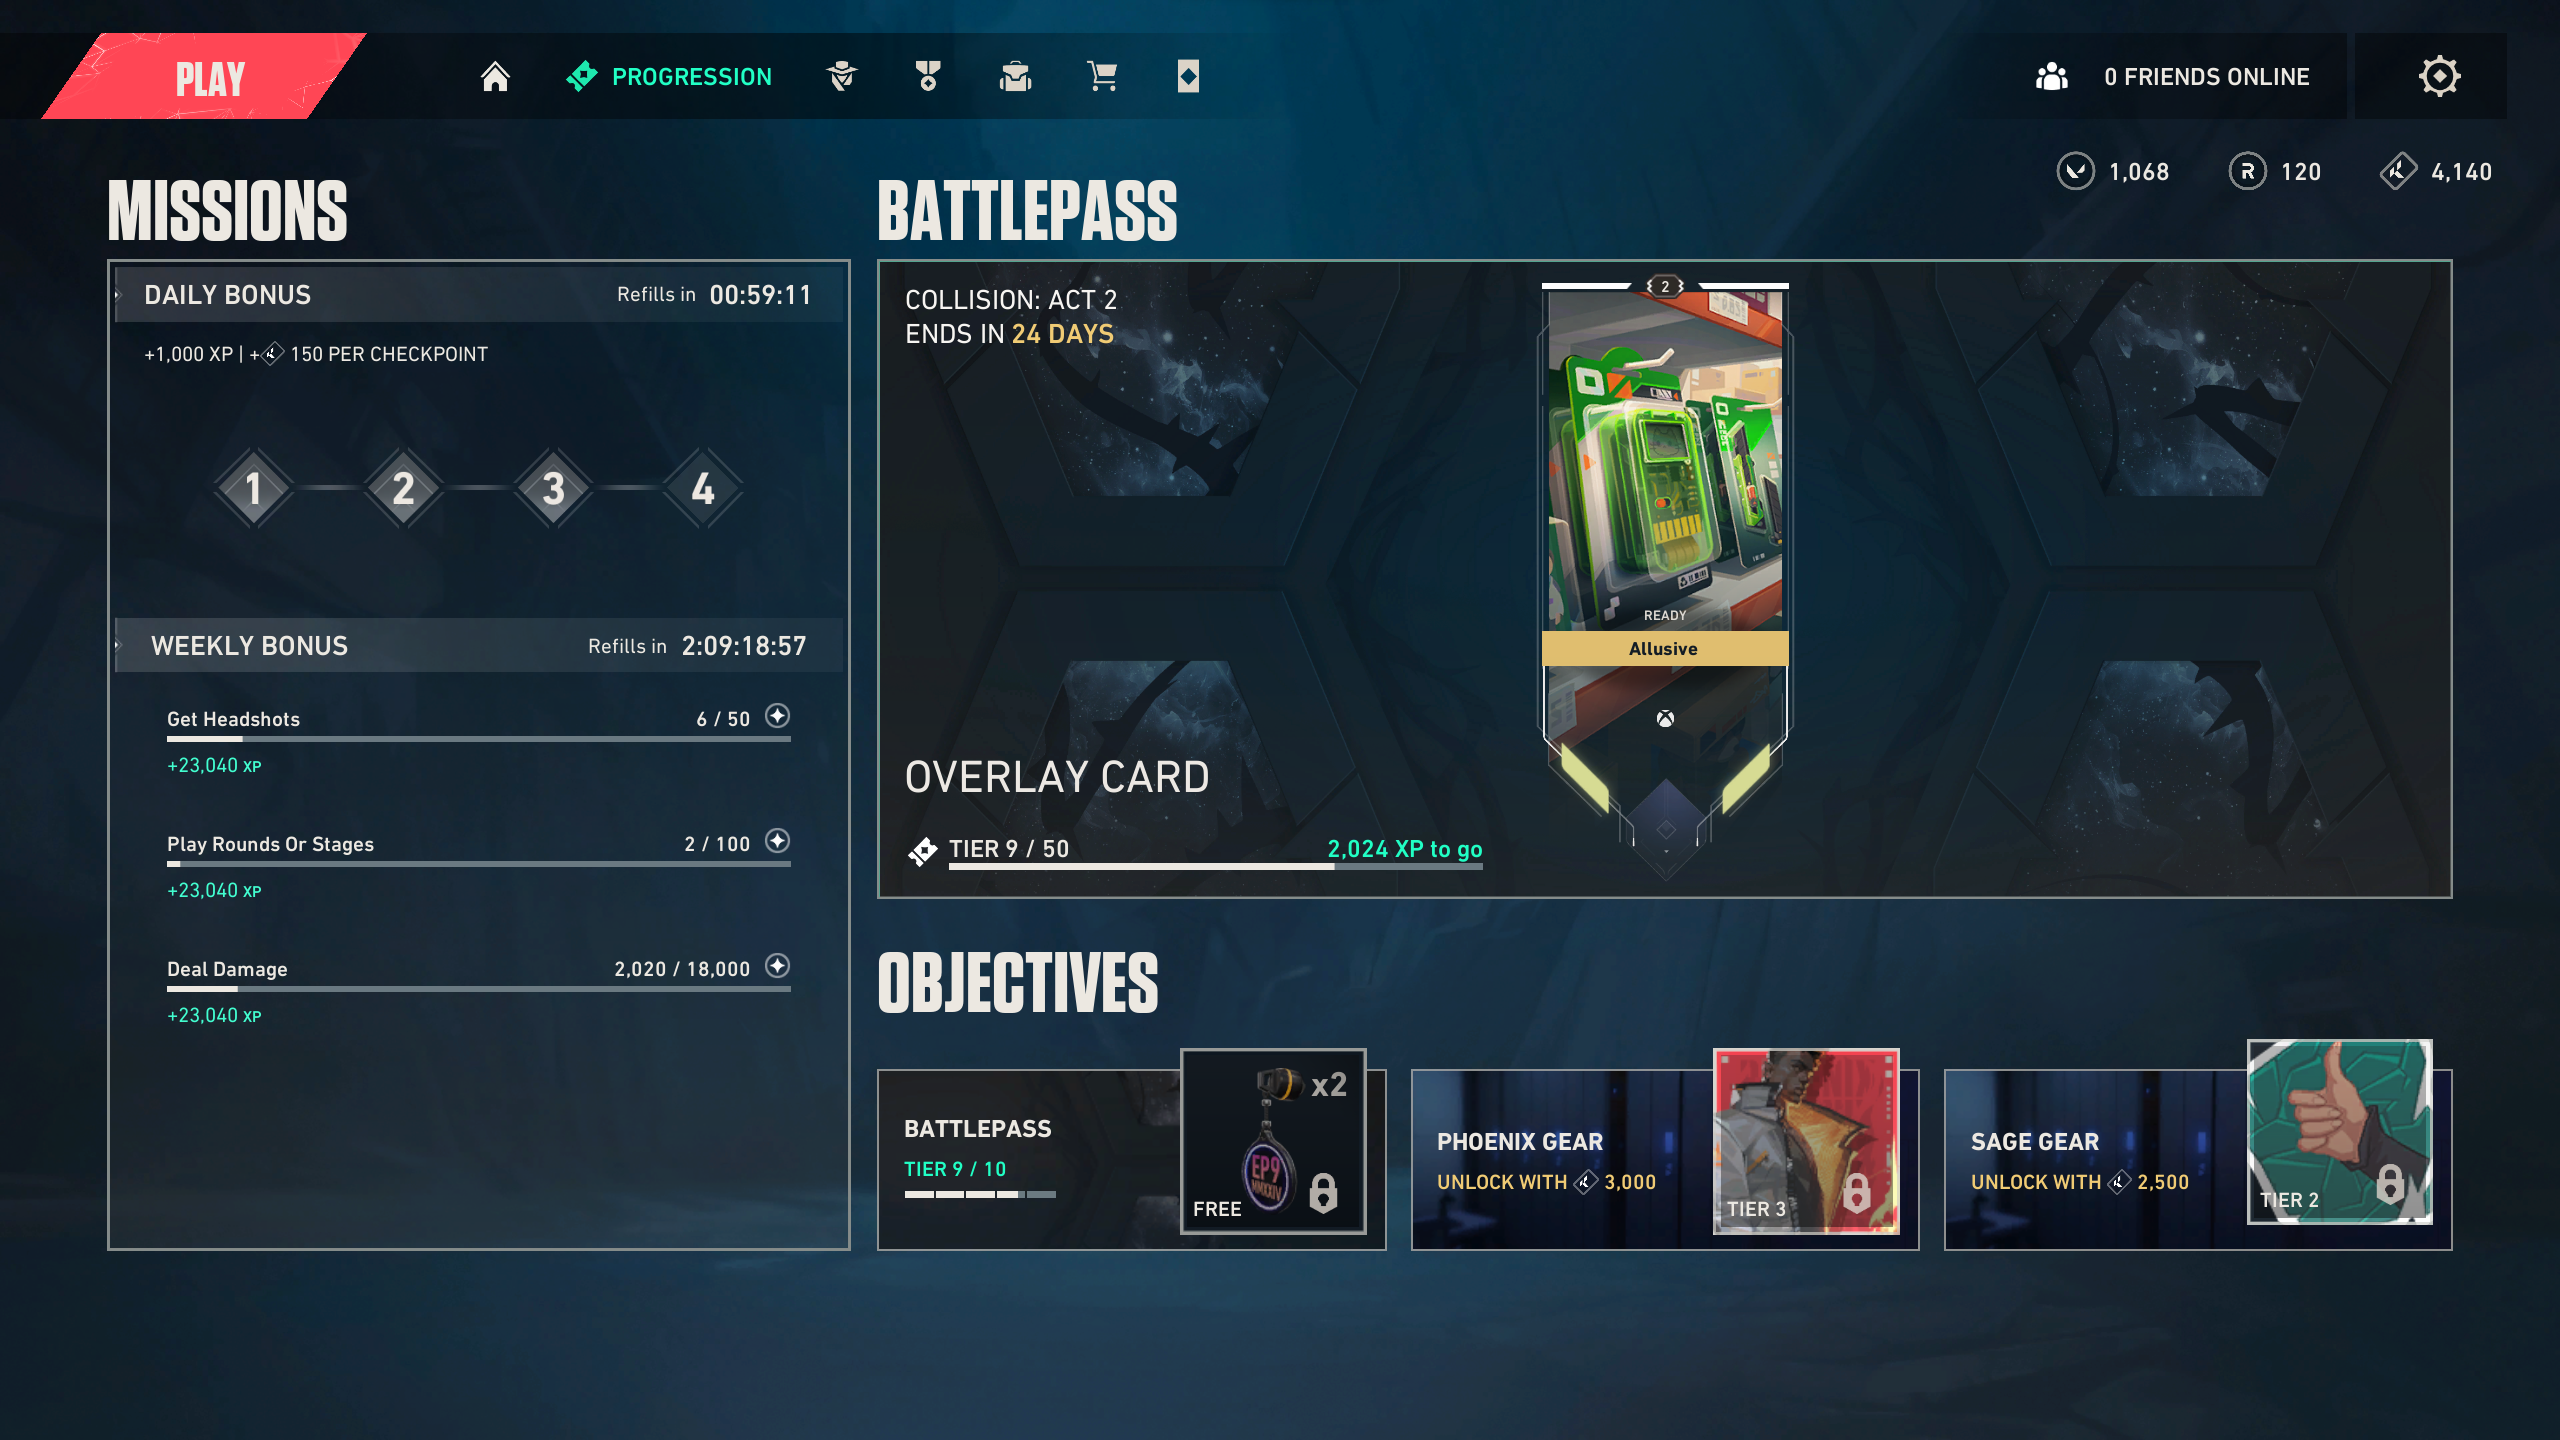 PLAY
PROGRESSION
0 FRIENDS ONLINE
1,068
R 120
4,140
MISSIONS
DAILY BONUS
Refills in 00:59:11
+1,000 XP | + 150 PER CHECKPOINT
1
2
3
4
WEEKLY BONUS
Refills in 2:09:18:57
Get Headshots
6 / 50
+23,040 XP
Play Rounds Or Stages
2 / 100
+23,040 XP
Deal Damage
2,020 / 18,000
+23,040 XP
BATTLEPASS
COLLISION: ACT 2
ENDS IN 24 DAYS
2
READY
Allusive
OVERLAY CARD
TIER 9 / 50
2,024 XP to go
OBJECTIVES
BATTLEPASS
TIER 9 / 10
x2
EP9
MMXXIV
FREE
PHOENIX GEAR
UNLOCK WITH 3,000
TIER 3
SAGE GEAR
UNLOCK WITH 2,500
TIER 2